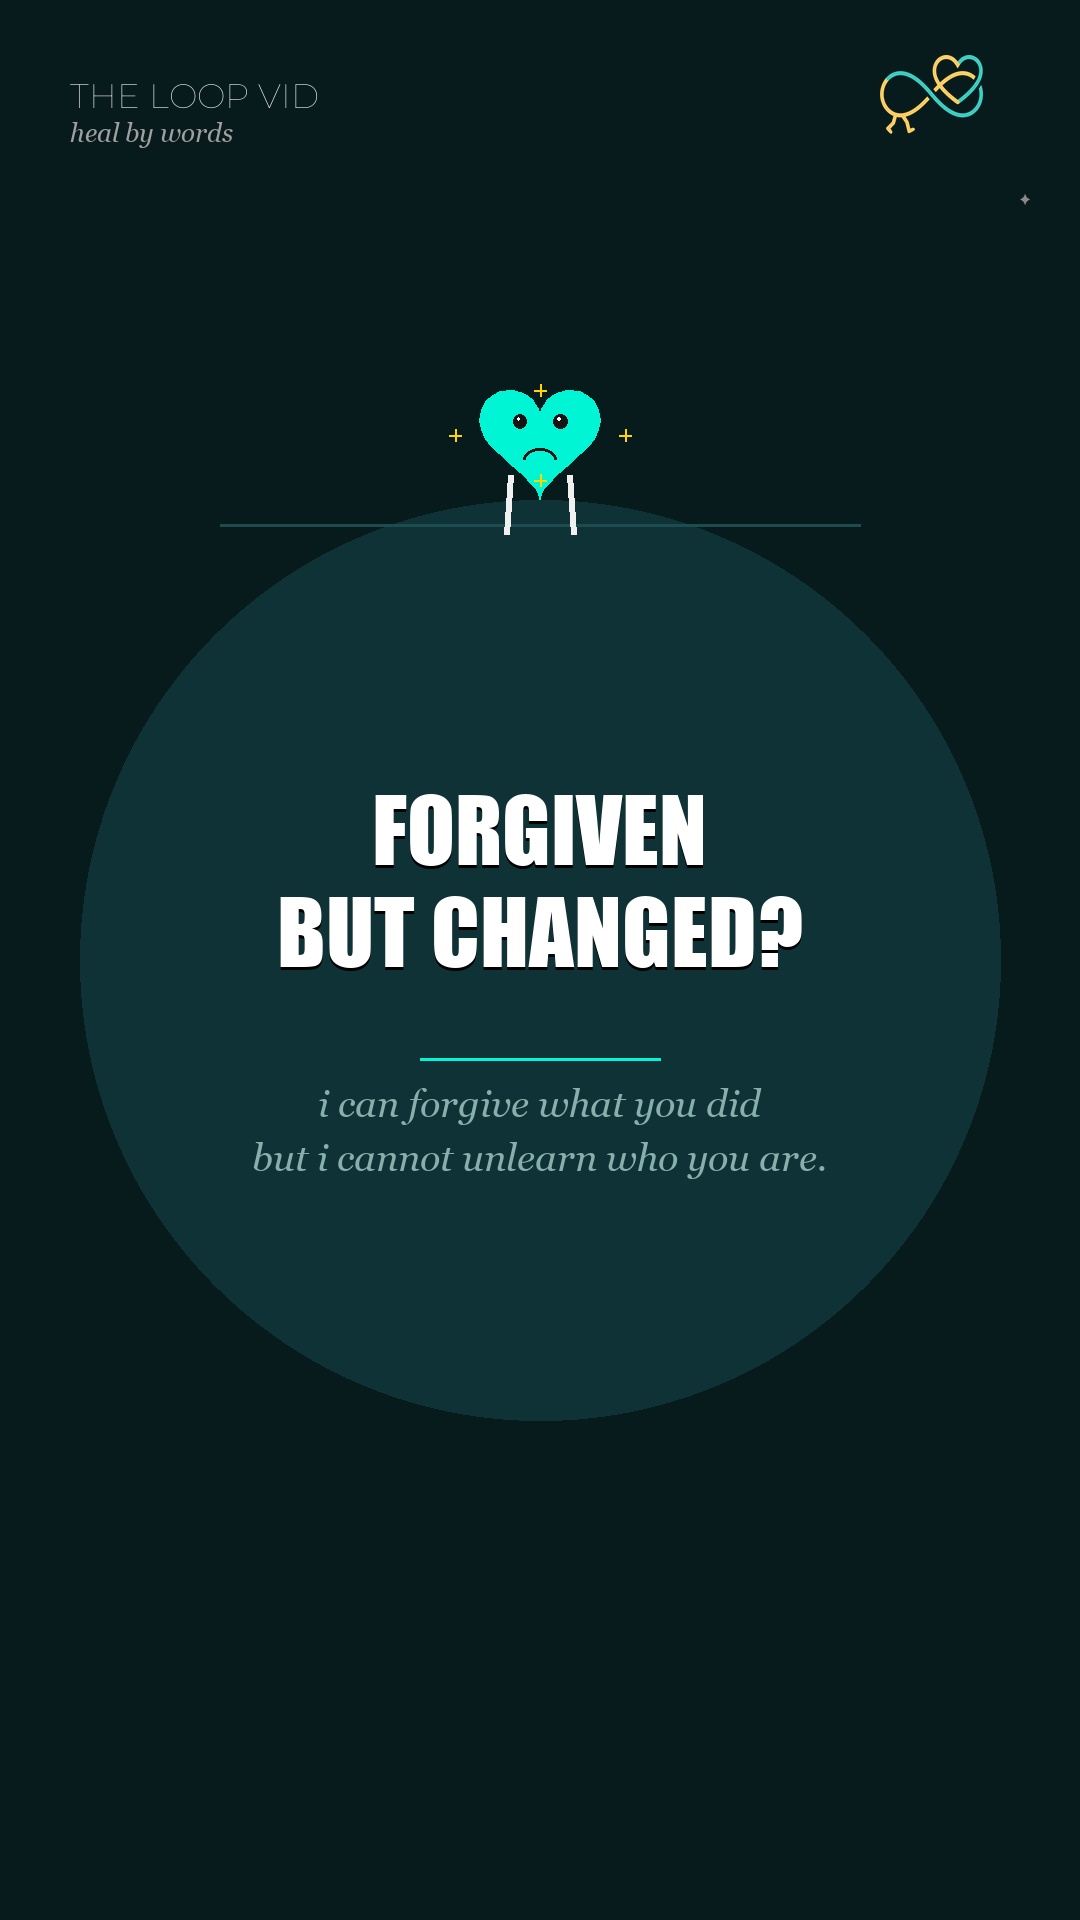 THE LOOP VID
heal by words
FORGIVEN
BUT CHANGED?
i can forgive what you did
but i cannot unlearn who you are.